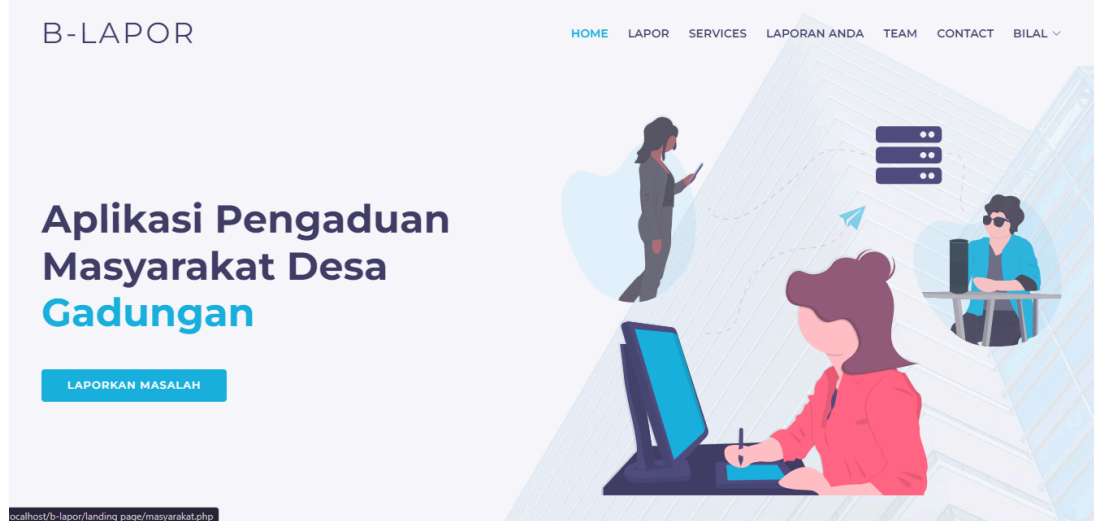 B-LAPOR
HOME LAPOR SERVICES LAPORAN ANDA TEAM CONTACT BILAL
Aplikasi Pengaduan
Masyarakat Desa
Gadungan
LAPORKAN MASALAH
ocalhost/b-lapor/landing page/masyarakat.php